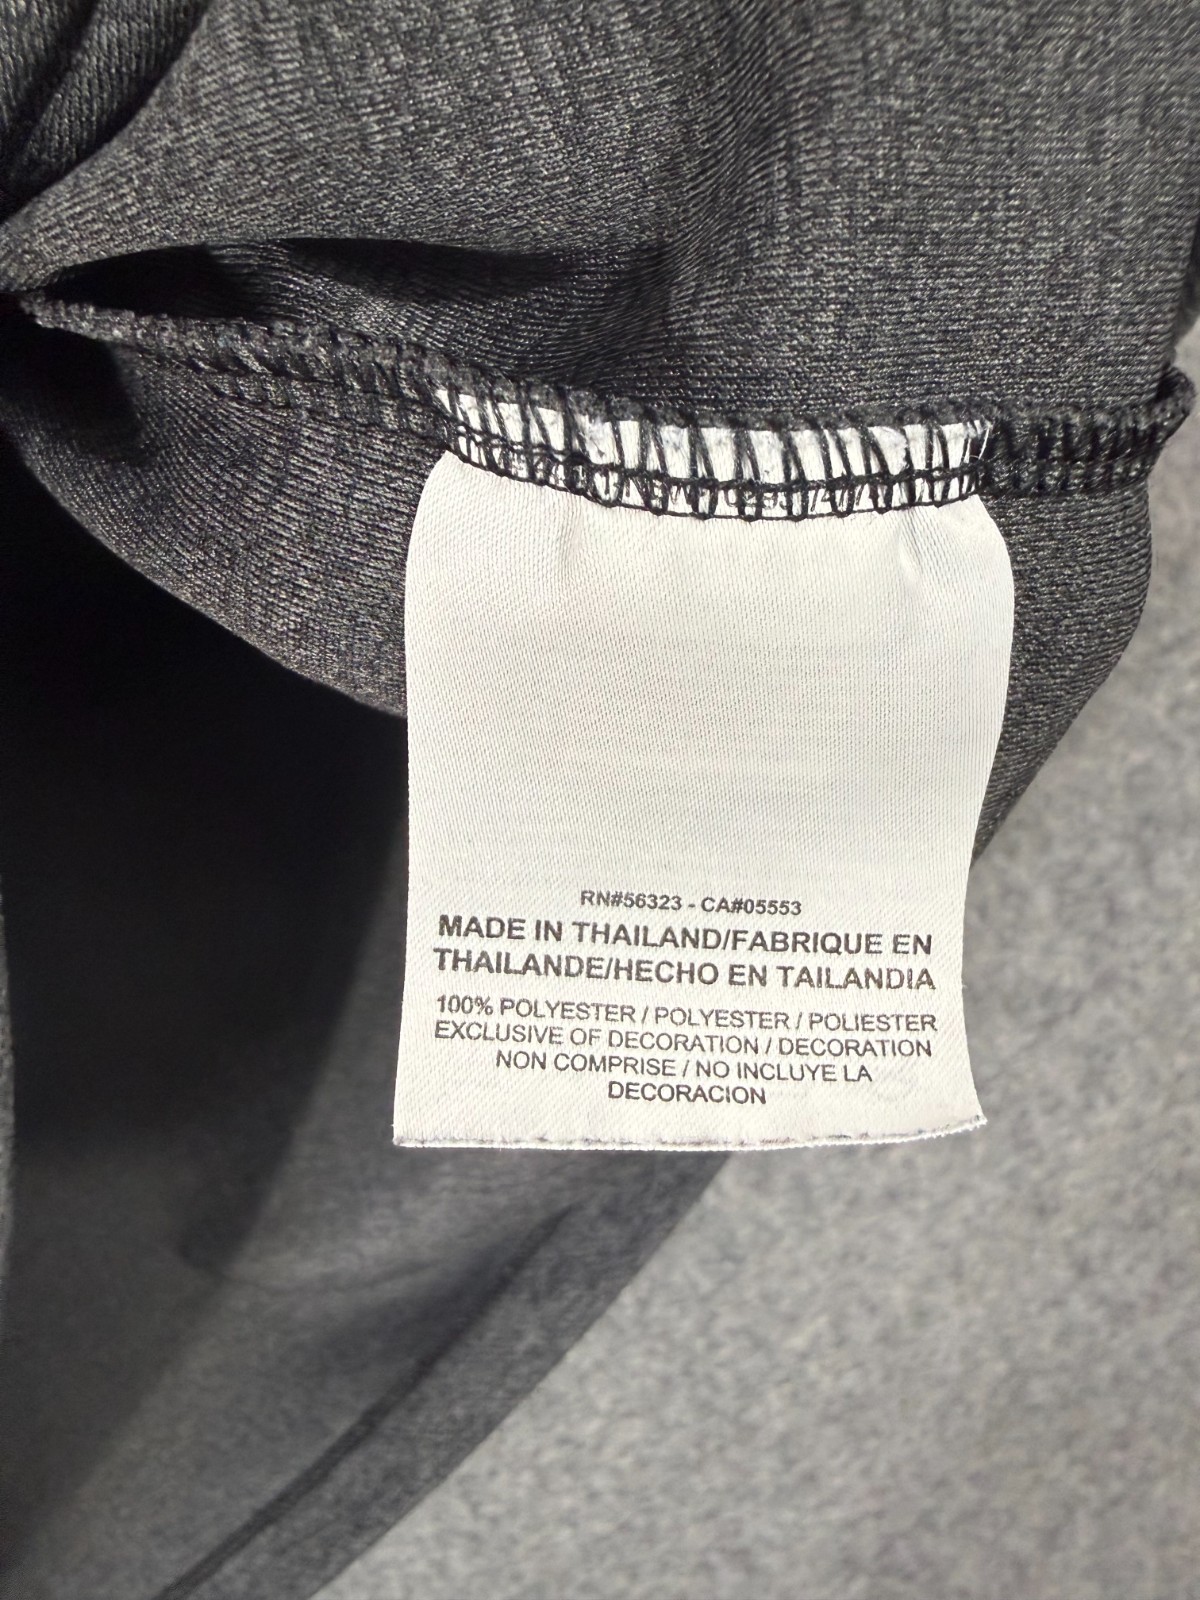 RN#56323 - CA#05553
MADE IN THAILAND/FABRIQUE EN
THAILANDE/HECHO EN TAILANDIA
100% POLYESTER / POLYESTER / POLIESTER
EXCLUSIVE OF DECORATION / DECORATION
NON COMPRISE / NO INCLUYE LA
DECORACION